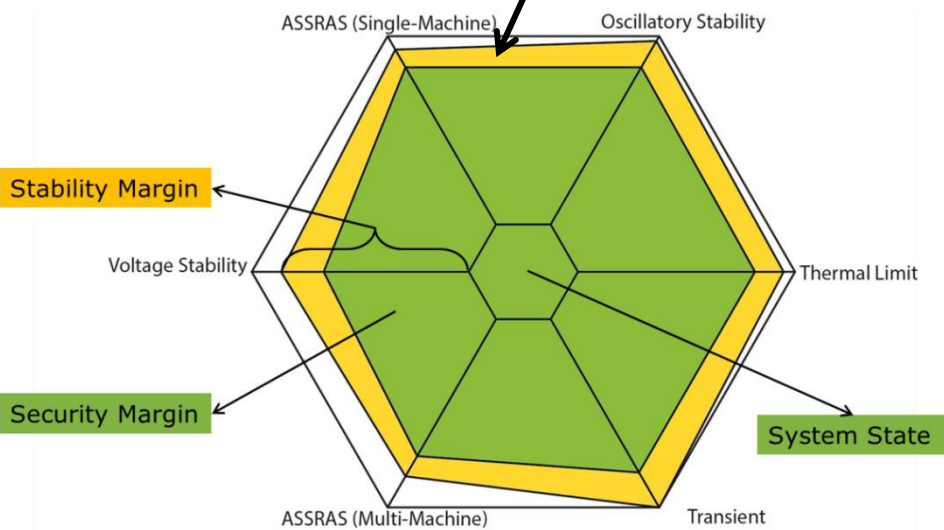 ASSRAS (Single-Machine)
Oscillatory Stability
Stability Margin
Voltage Stability
Thermal Limit
Security Margin
System State
ASSRAS (Multi-Machine)
Transient